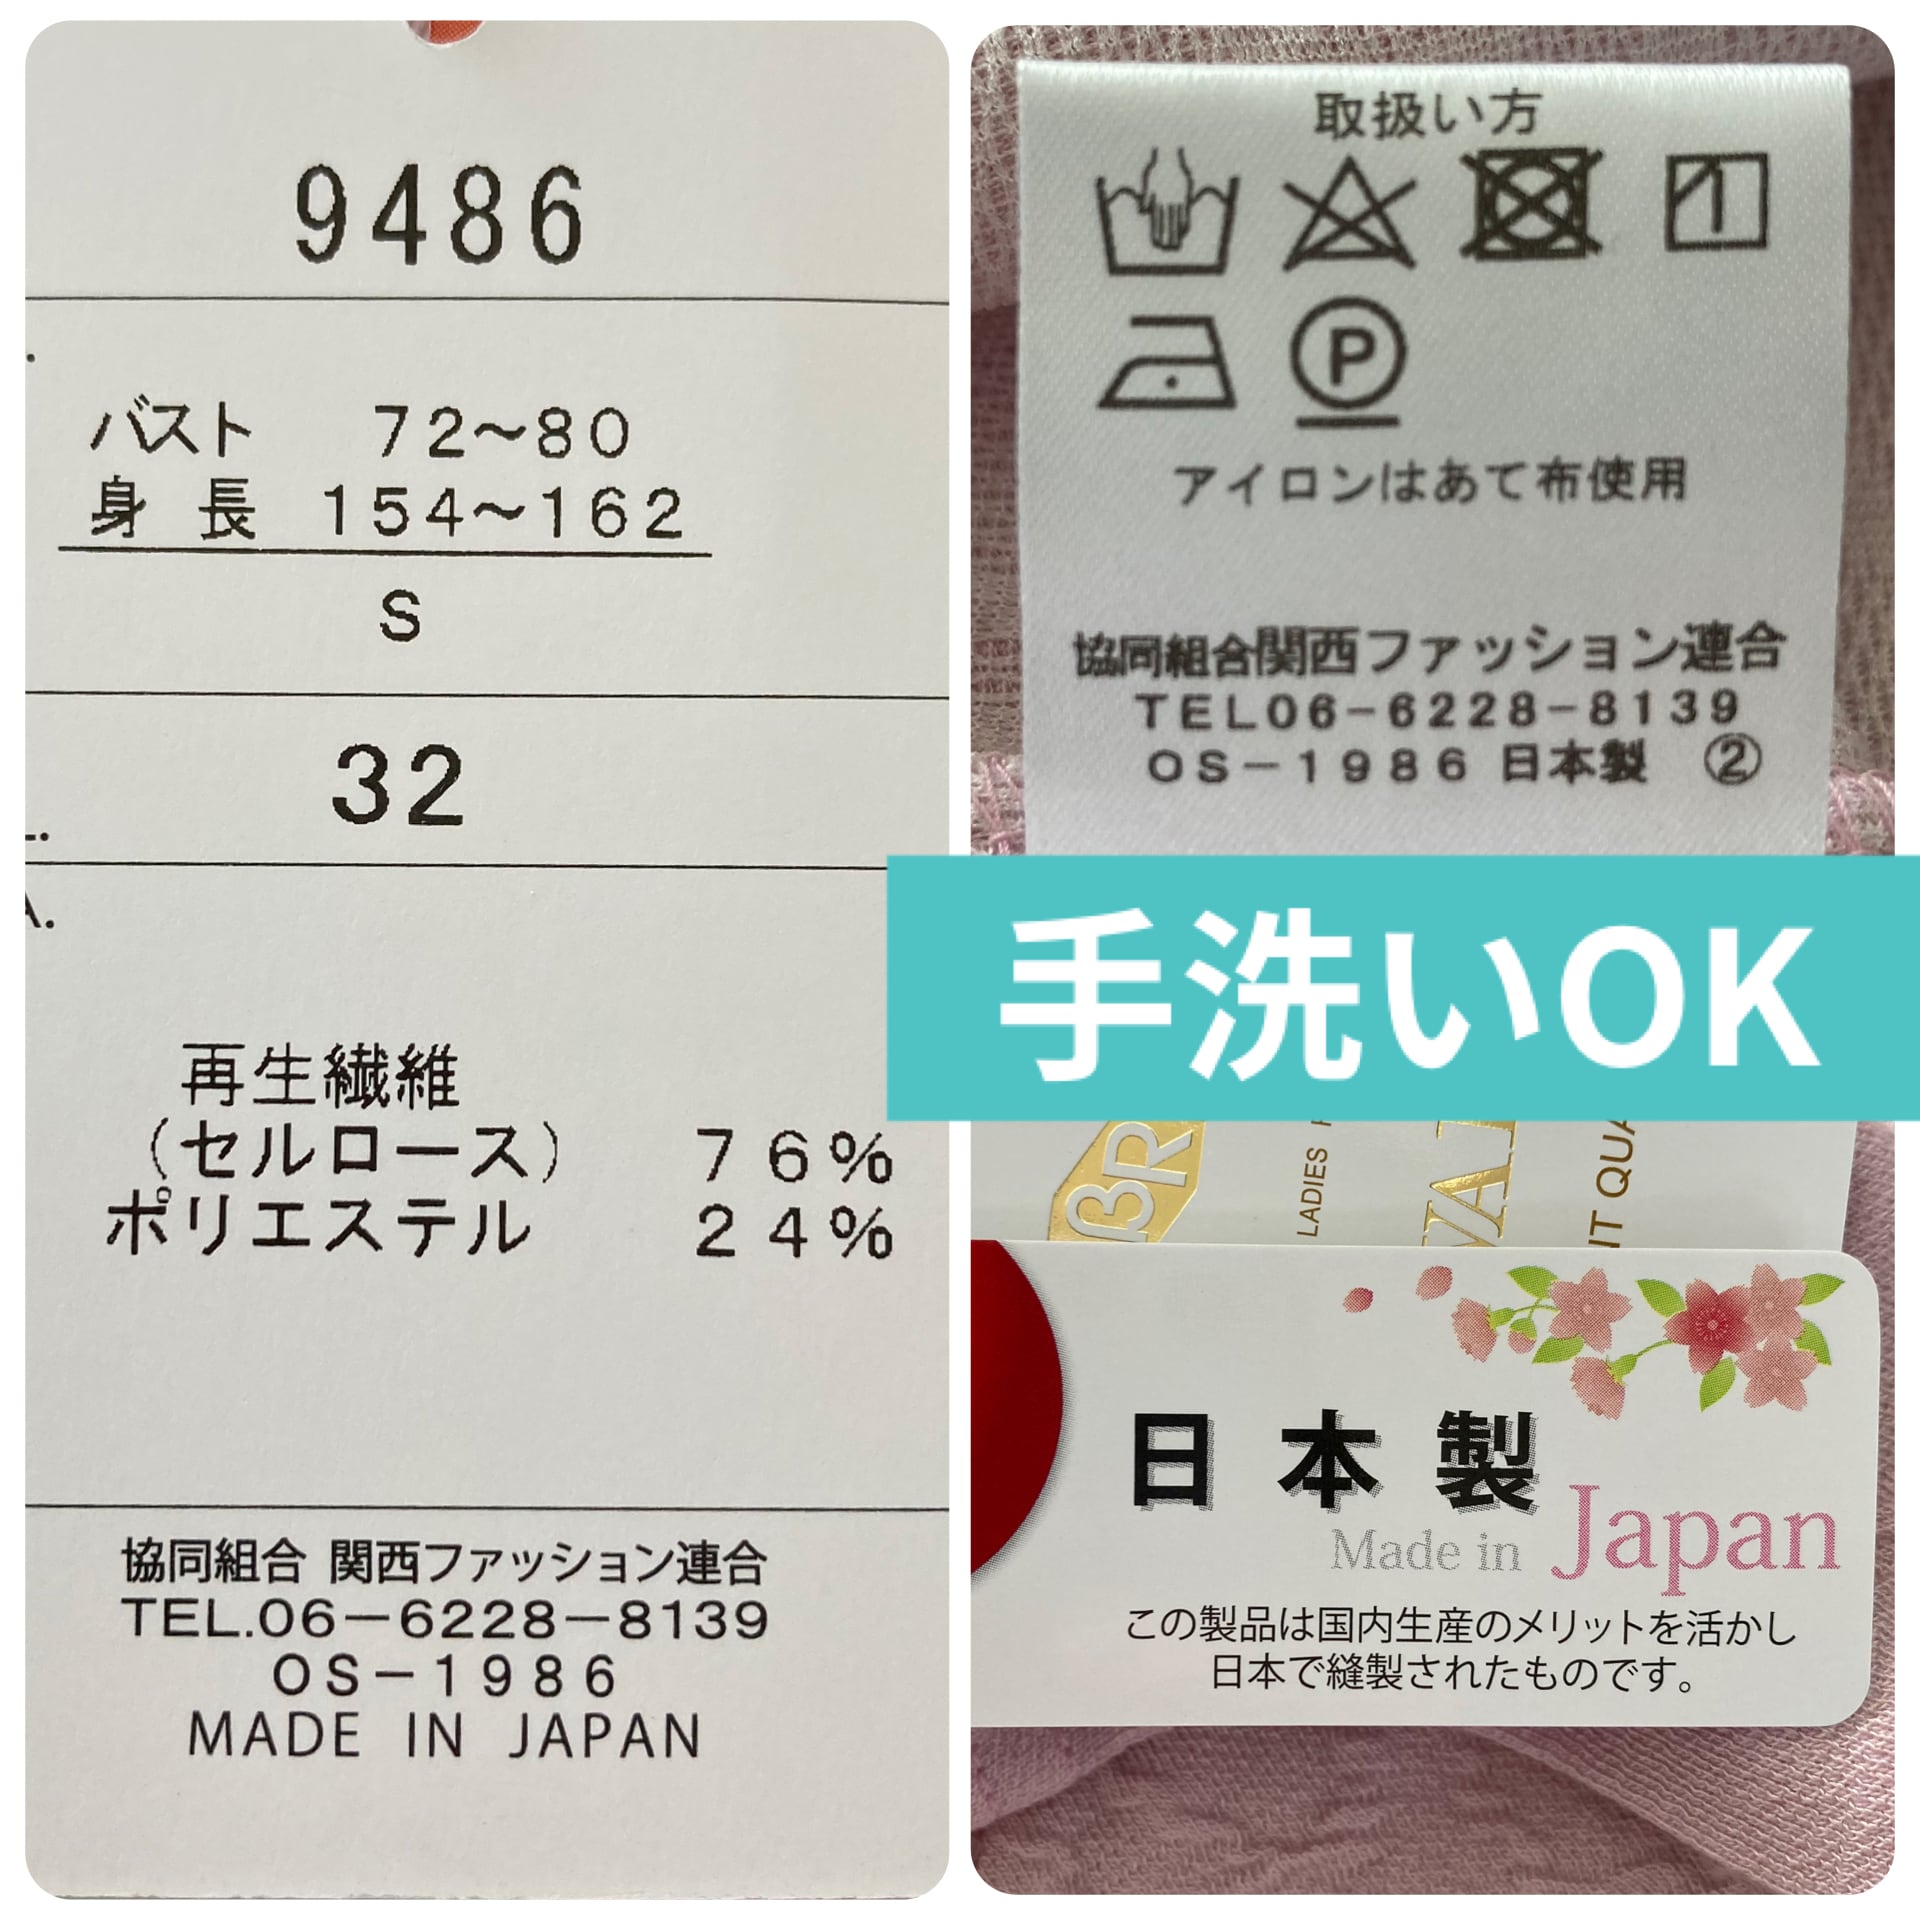 9486
バスト 72～80
身長 154～162
S
32
再生繊維
(セルロース) 76%
ポリエステル 24%
協同組合 関西ファッション連合
TEL.06-6228-8139
OS-1986
MADE IN JAPAN
取扱い方
P
アイロンはあて布使用
協同組合関西ファッション連合
TEL06-6228-8139
OS-1986 日本製 ②
手洗いOK
LADIES
日本製
Made in Japan
この製品は国内生産のメリットを活かし
日本で縫製されたものです。